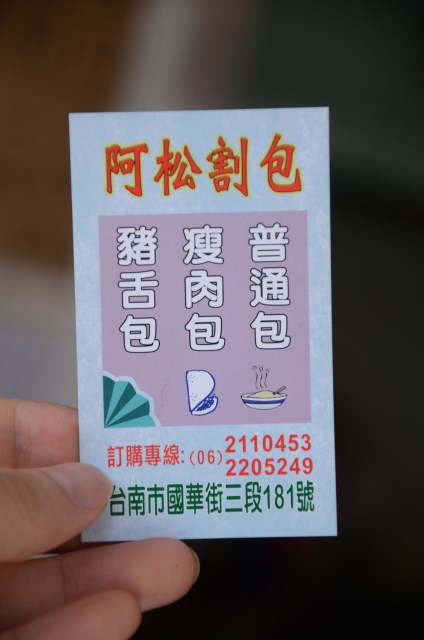 阿松割包
普通包
瘦肉包
豬舌包
訂購專線:(06)2110453
2205249
台南市國華街三段181號